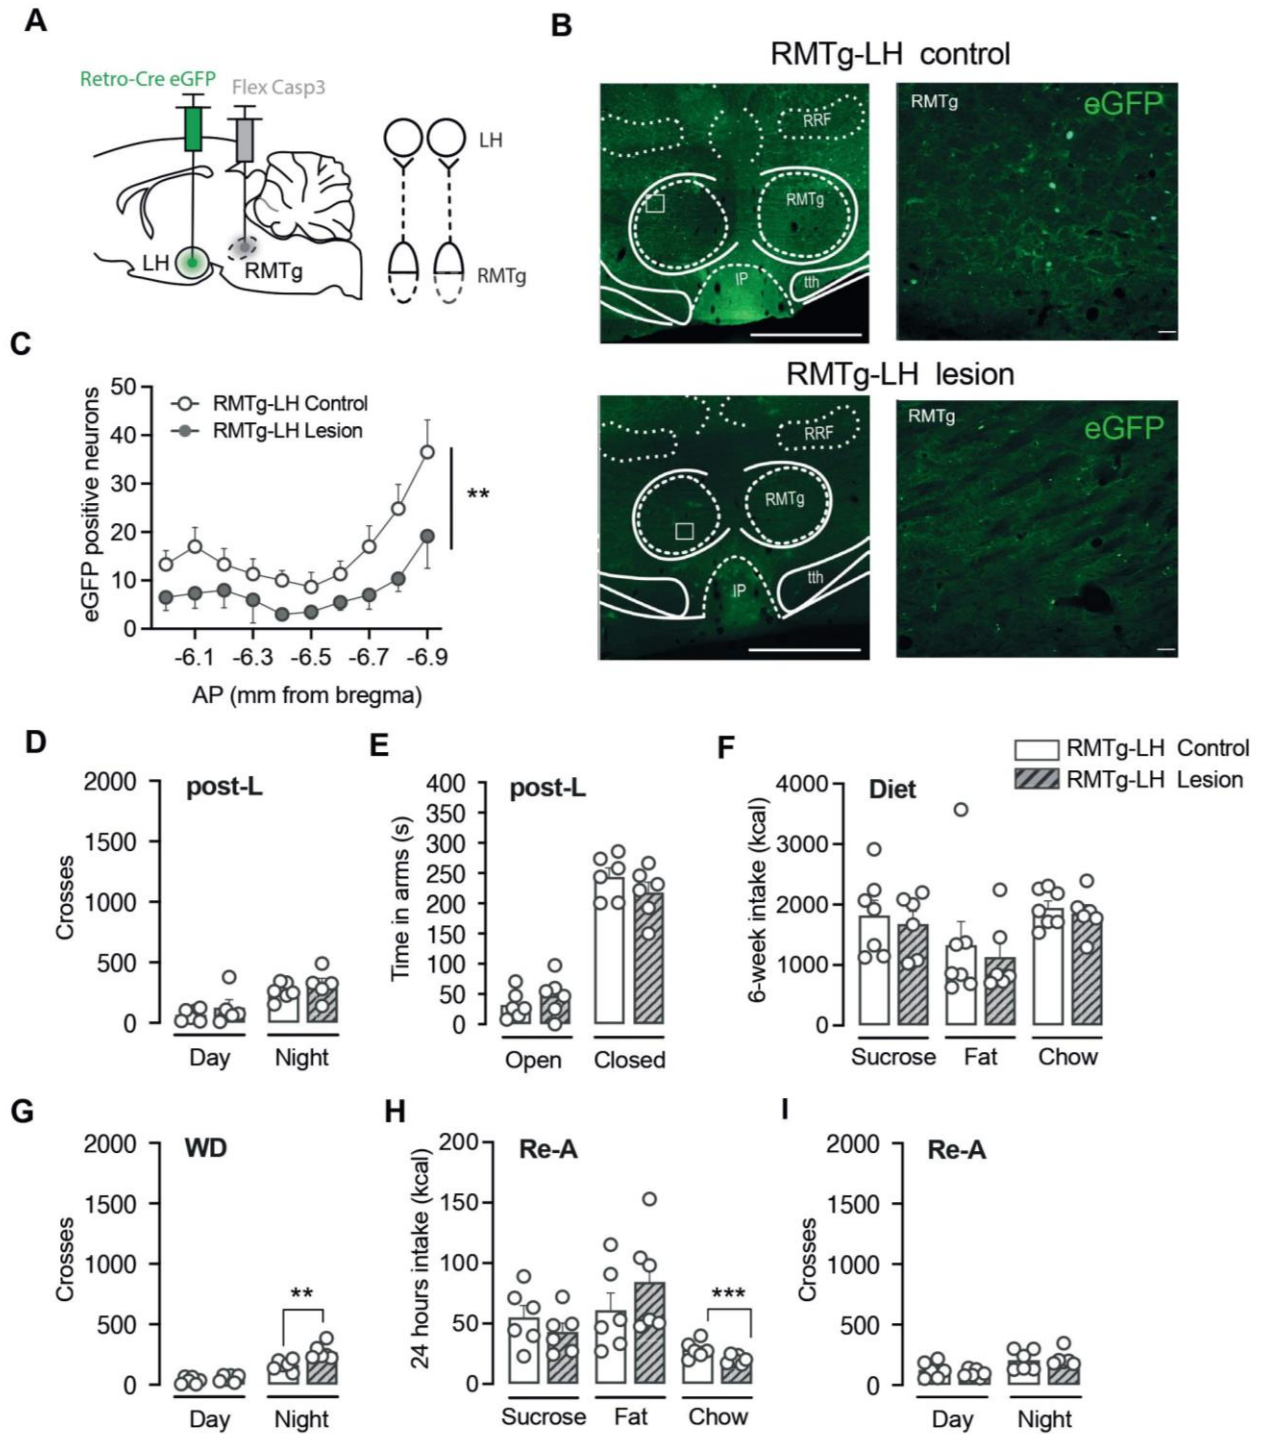 A
Retro-Cre eGFP
Flex Casp3
LH
LH
RMTg
RMTg
B
RMTg-LH control
RRF
RMTg
IP
tth
RMTg
eGFP
RMTg-LH lesion
RRF
RMTg
IP
tth
RMTg
eGFP
C
eGFP positive neurons
50
40
30
20
10
0
RMTg-LH Control
RMTg-LH Lesion
**
-6.1 -6.3 -6.5 -6.7 -6.9
AP (mm from bregma)
D
post-L
Crosses
2000
1500
1000
500
0
Day Night
E
post-L
Time in arms (s)
400
350
300
250
200
150
100
50
0
Open Closed
F
RMTg-LH Control
RMTg-LH Lesion
Diet
6-week intake (kcal)
4000
3000
2000
1000
0
Sucrose Fat Chow
G
WD
Crosses
2000
1500
1000
500
0
**
Day Night
H
Re-A
24 hours intake (kcal)
200
150
100
50
0
***
Sucrose Fat Chow
I
Re-A
Crosses
2000
1500
1000
500
0
Day Night